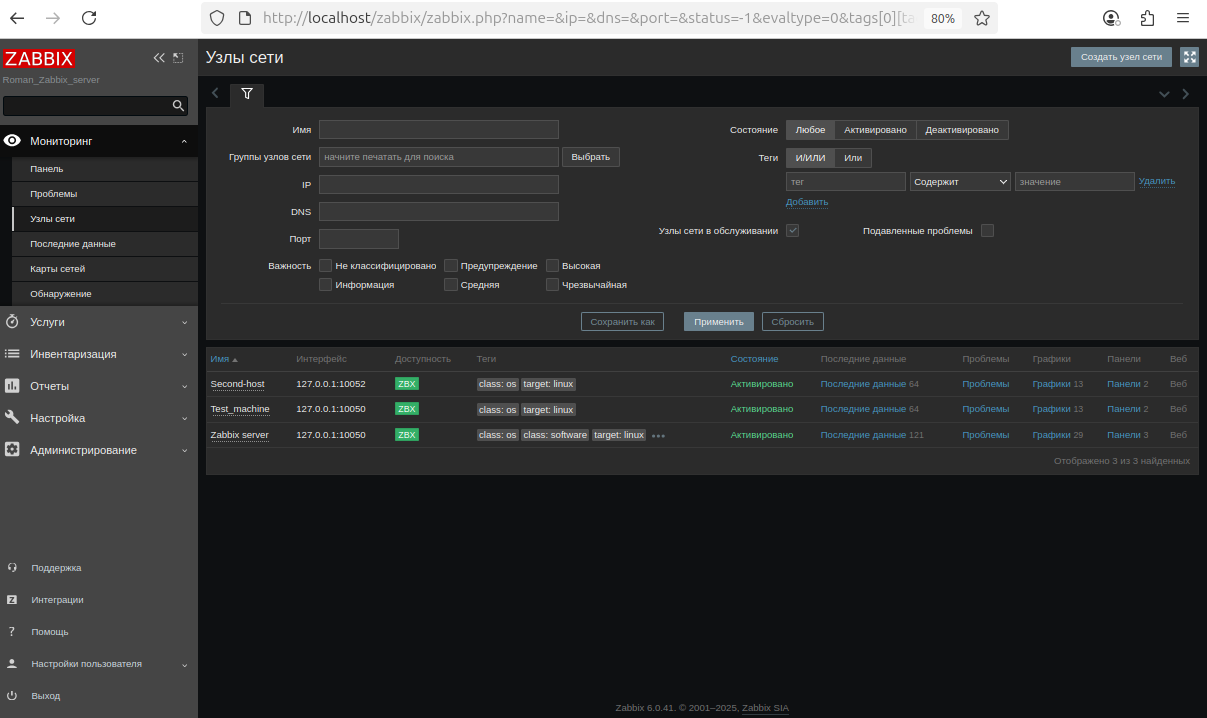 http://localhost/zabbix/zabbix.php?name=&ip=&dns=&port=&status=-1&evaltype=0&tags[0][ta
80%
ZABBIX
Roman_Zabbix_server
Мониторинг
Панель
Проблемы
Узлы сети
Последние данные
Карты сетей
Обнаружение
Услуги
Инвентаризация
Отчеты
Настройка
Администрирование
Поддержка
Z Интеграции
? Помощь
Настройки пользователя
Выход
Узлы сети
Создать узел сети
Имя
Группы узлов сети начните печатать для поиска Выбрать
IP
DNS
Порт
Важность Не классифицировано Предупреждение Высокая
Информация Средняя Чрезвычайная
Состояние Любое Активировано Деактивировано
Теги И/ИЛИ Или
тег Содержит значение Удалить
Добавить
Узлы сети в обслуживании Подавленные проблемы
Сохранить как Применить Сбросить
Имя Интерфейс Доступность Теги Состояние Последние данные Проблемы Графики Панели Веб
Second-host 127.0.0.1:10052 ZBX class: os target: linux Активировано Последние данные 64 Проблемы Графики 13 Панели 2 Веб
Test_machine 127.0.0.1:10050 ZBX class: os target: linux Активировано Последние данные 64 Проблемы Графики 13 Панели 2 Веб
Zabbix server 127.0.0.1:10050 ZBX class: os class: software target: linux ••• Активировано Последние данные 121 Проблемы Графики 29 Панели 3 Веб
Отображено 3 из 3 найденных
Zabbix 6.0.41. © 2001–2025, Zabbix SIA